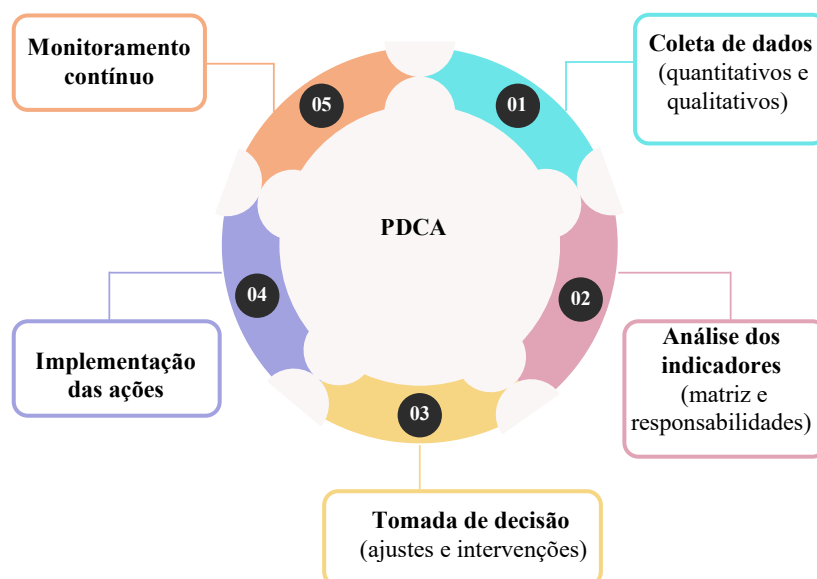 Monitoramento
contínuo
05
01
Coleta de dados
(quantitativos e
qualitativos)
PDCA
04
02
Implementação
das ações
Análise dos
indicadores
(matriz e
responsabilidades)
03
Tomada de decisão
(ajustes e intervenções)